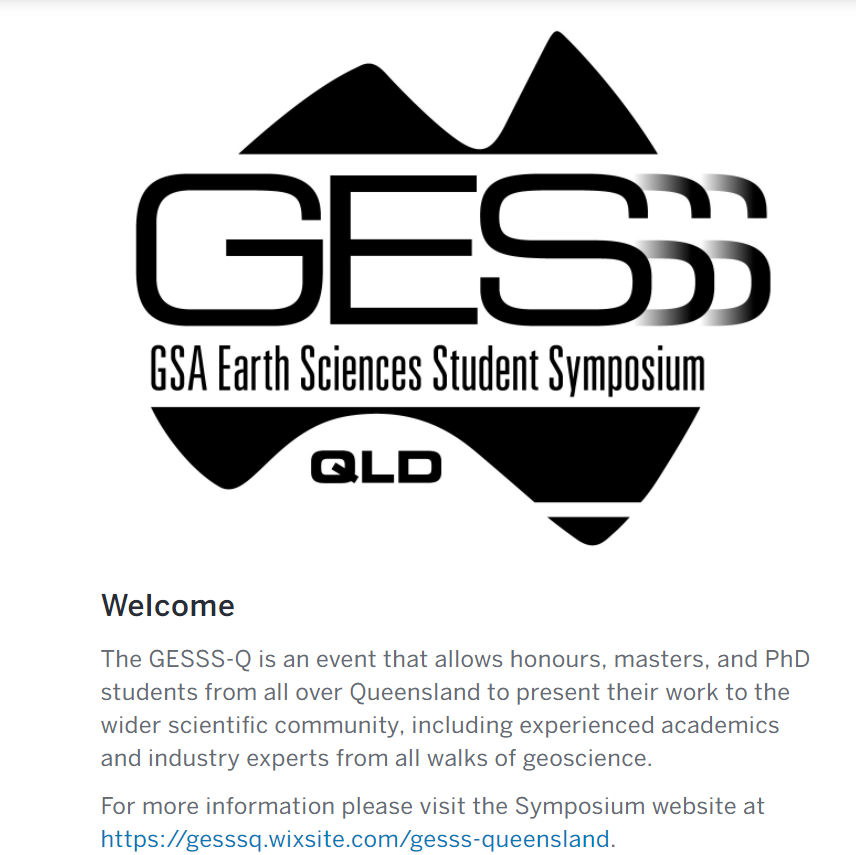 GESSS
GSA Earth Sciences Student Symposium
QLD
Welcome
The GESSS-Q is an event that allows honours, masters, and PhD
students from all over Queensland to present their work to the
wider scientific community, including experienced academics
and industry experts from all walks of geoscience.
For more information please visit the Symposium website at
https://gesssq.wixsite.com/gesss-queensland.